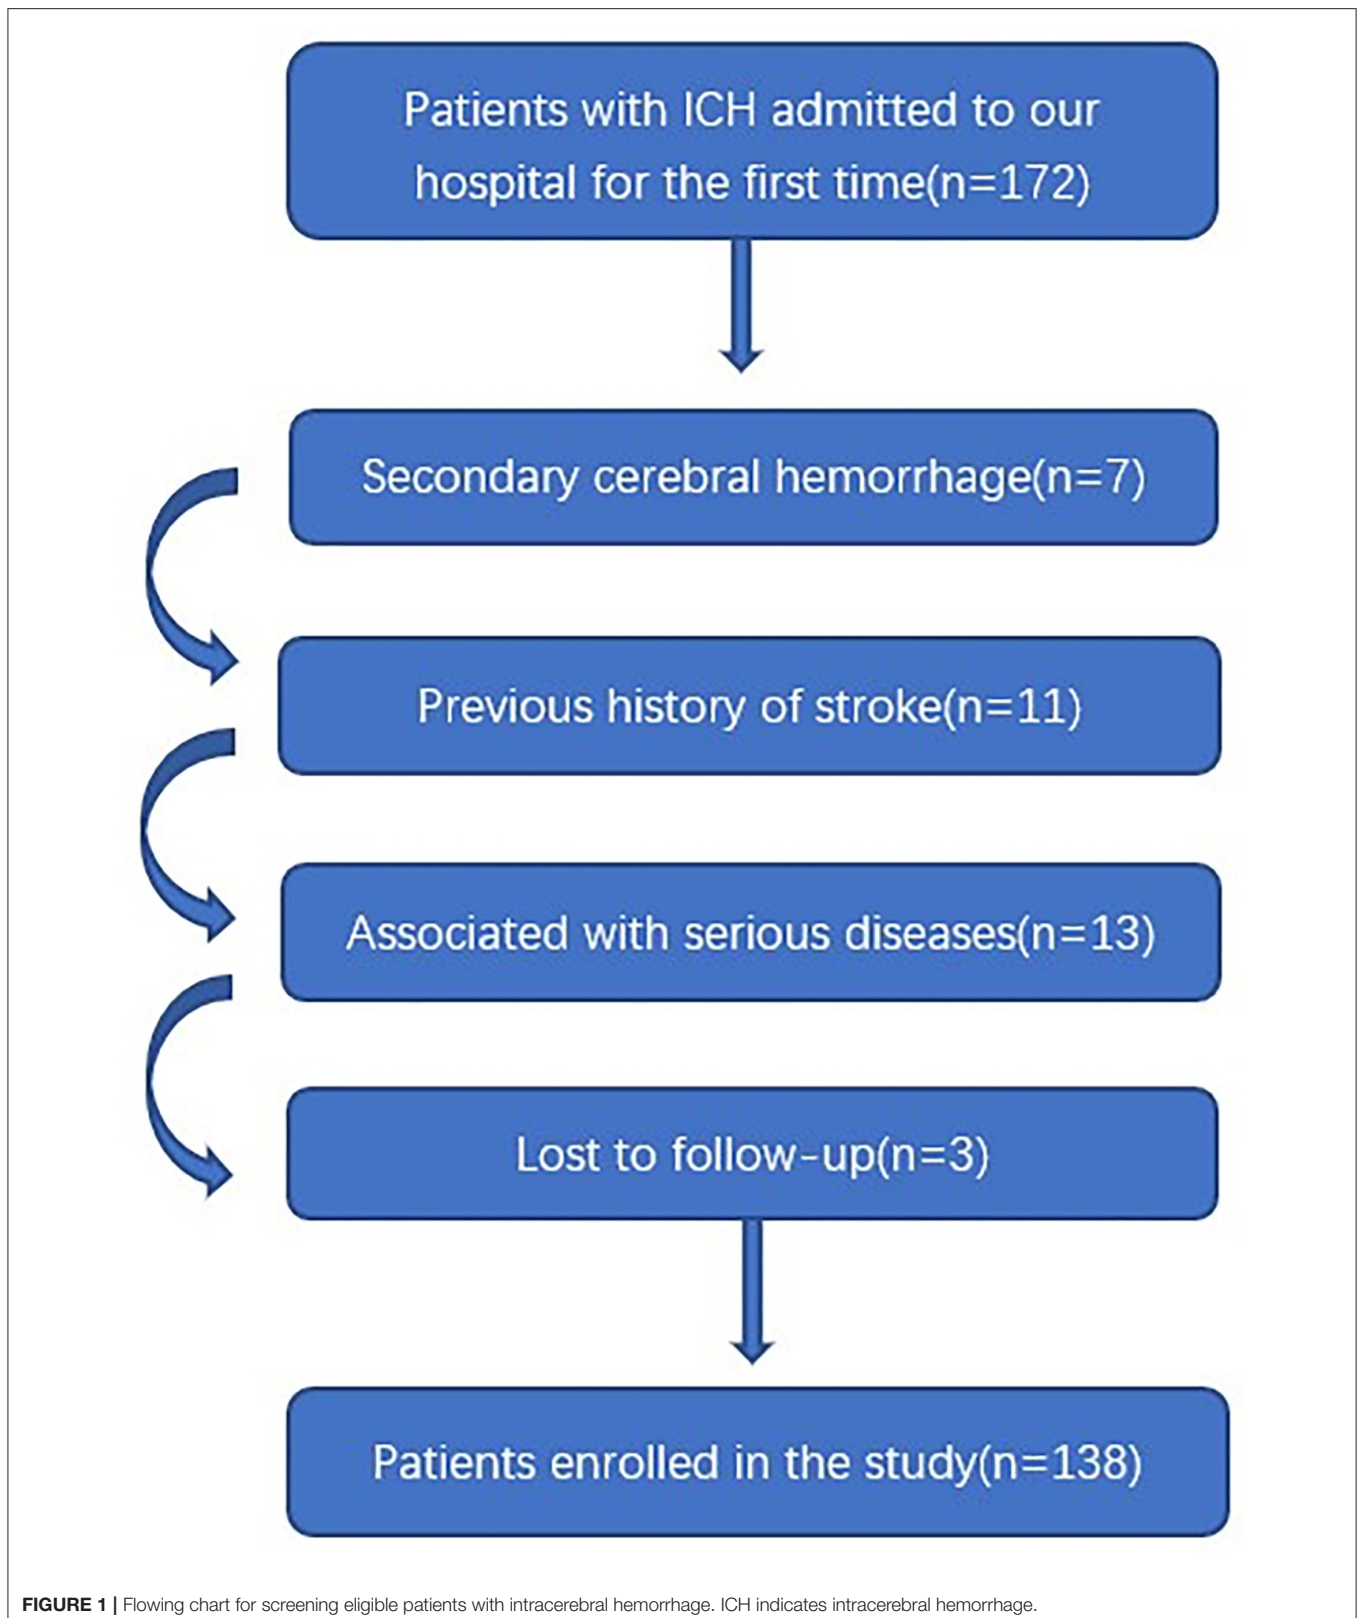 Patients with ICH admitted to our
hospital for the first time(n=172)
Secondary cerebral hemorrhage(n=7)
Previous history of stroke(n=11)
Associated with serious diseases(n=13)
Lost to follow-up(n=3)
Patients enrolled in the study(n=138)
FIGURE 1 | Flowing chart for screening eligible patients with intracerebral hemorrhage. ICH indicates intracerebral hemorrhage.